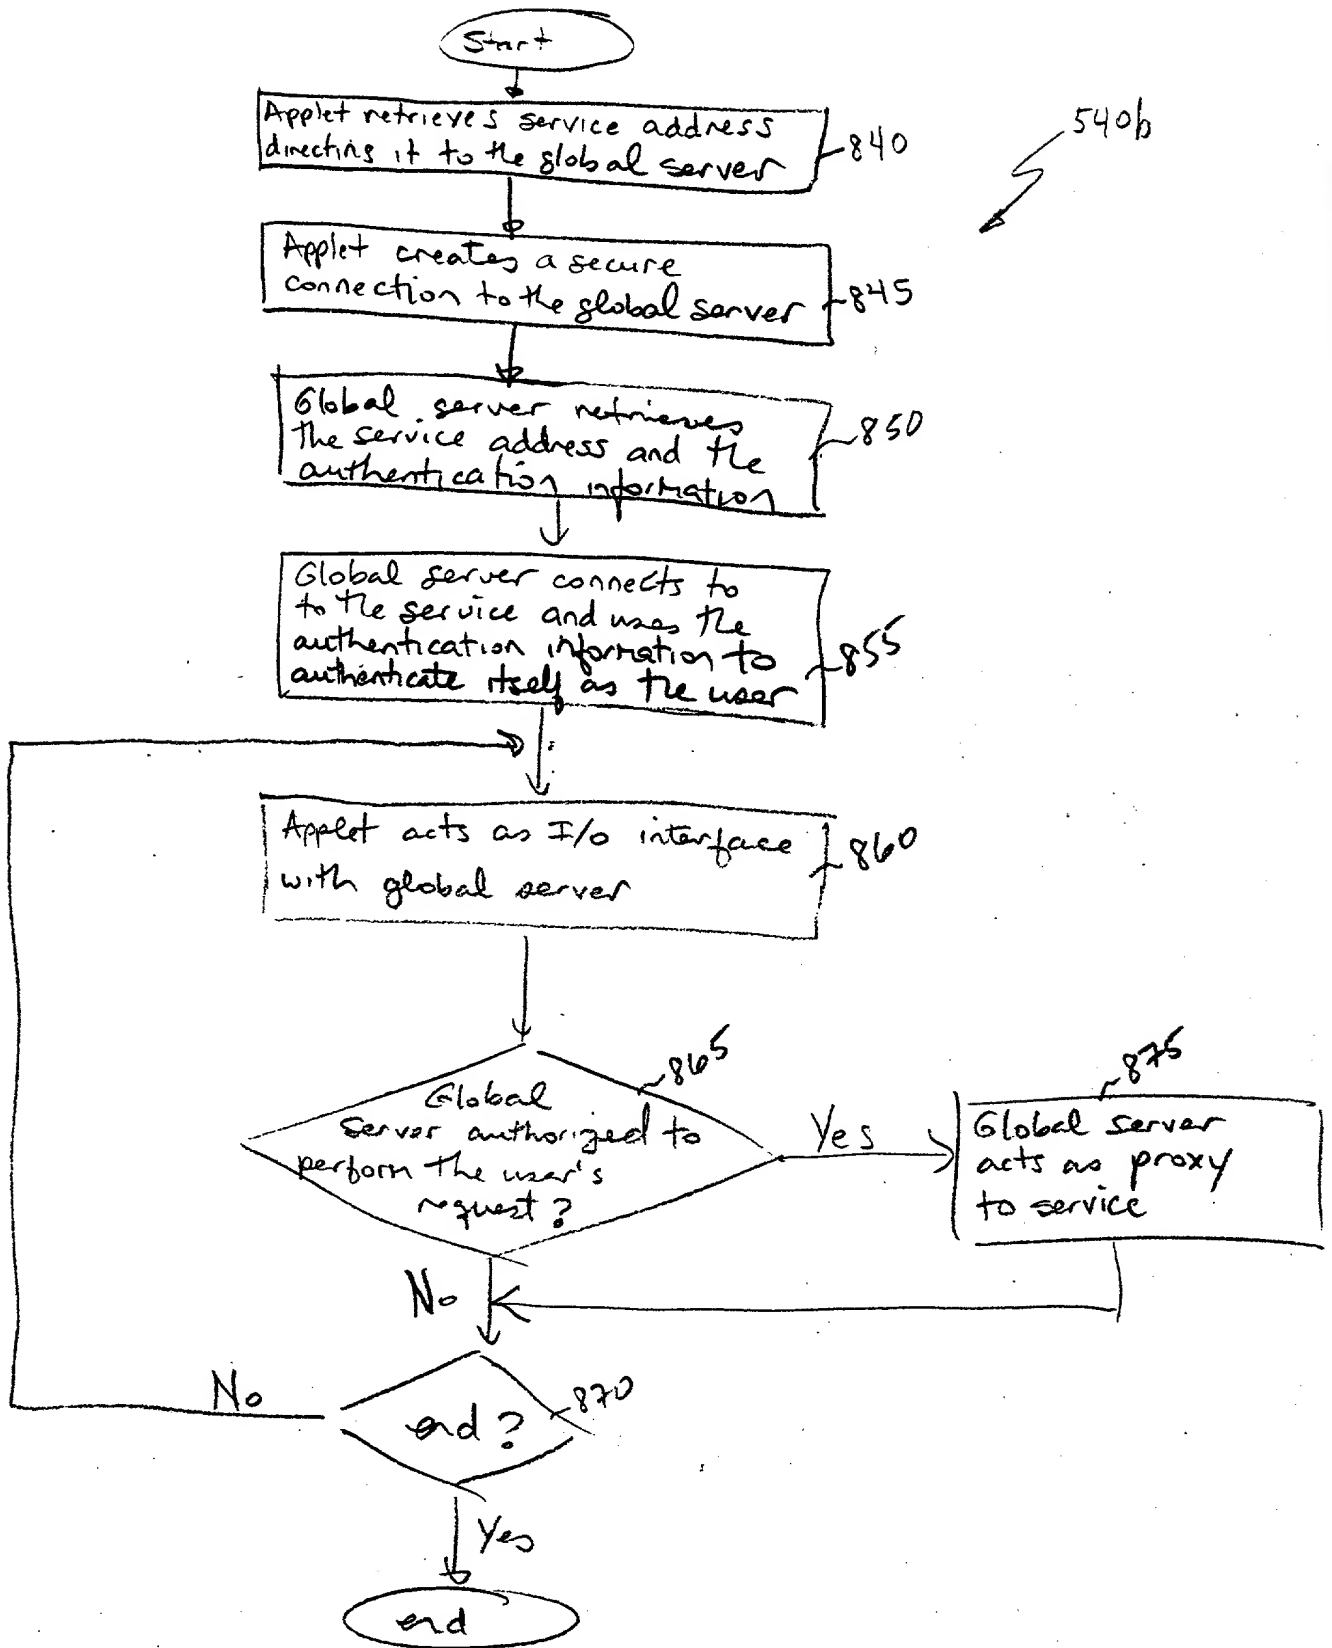 Start
Applet retrieves service address
directing it to the global server
840
540b
Applet creates a secure
connection to the global server
845
Global server retrieves
the service address and the
authentication information
850
Global server connects to
to the service and uses the
authentication information to
authenticate itself as the user
855
Applet acts as I/O interface
with global server
860
Global
Server authorized to
perform the user's
request?
865
Yes
875
Global server
acts as proxy
to service
No
No
end?
870
Yes
end